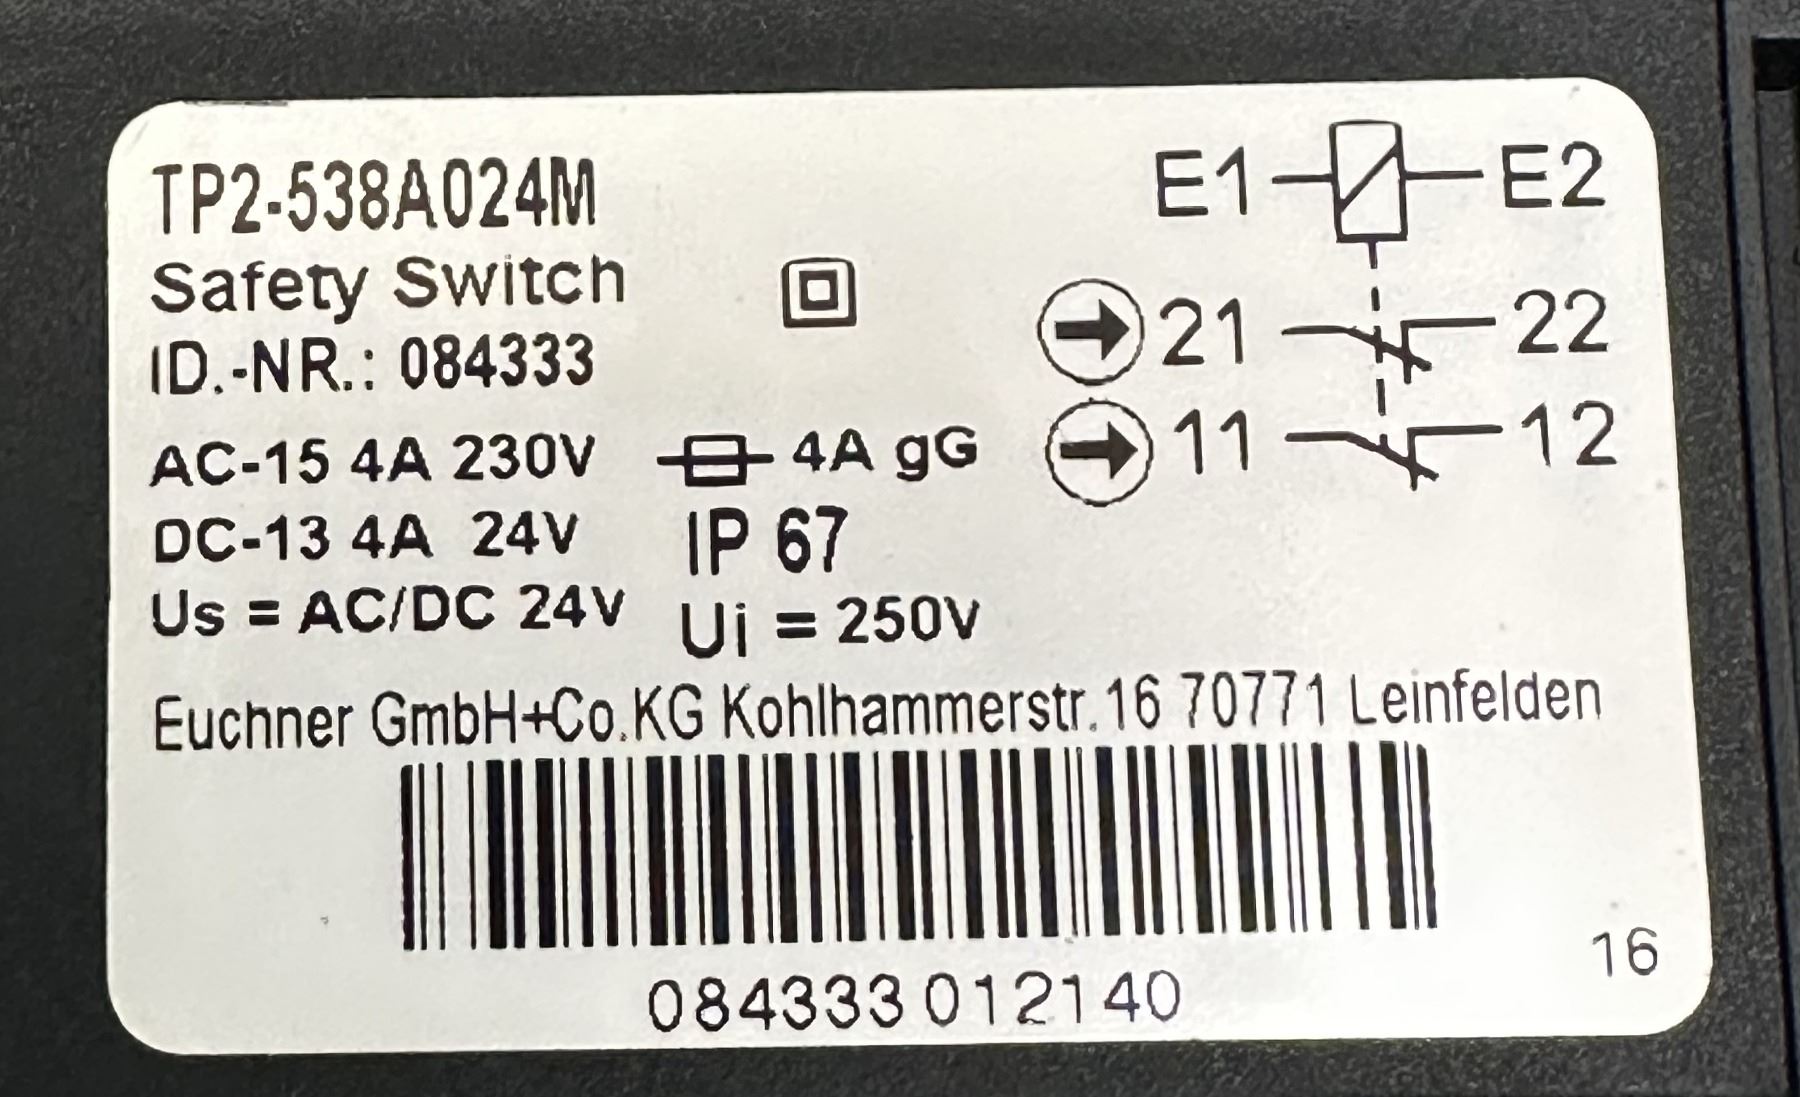 TP2-538A024M
Safety Switch
ID.-NR.: 084333
AC-15 4A 230V 4A gG
DC-13 4A 24V IP 67
Us = AC/DC 24V Ui = 250V
E1 E2
21 22
11 12
Euchner GmbH+Co.KG Kohlhammerstr.16 70771 Leinfelden
084333012140
16